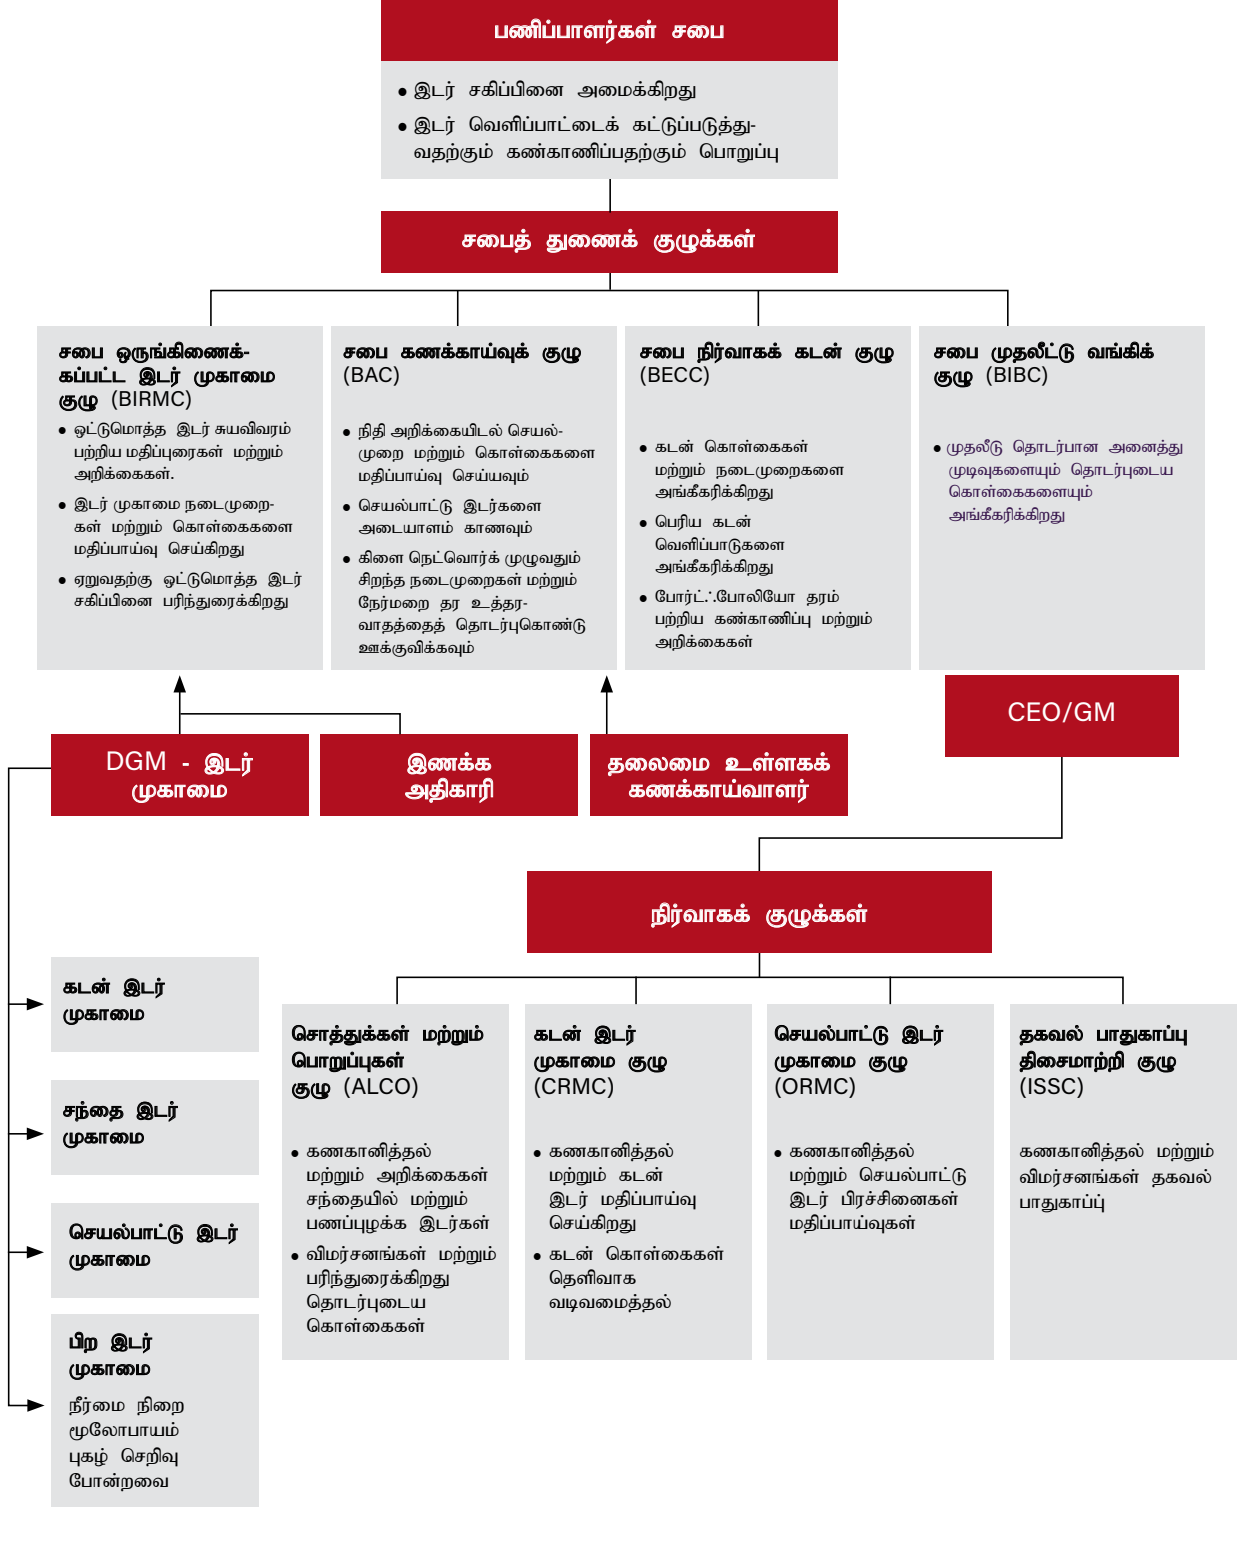 பணிப்பாளர்கள் சபை
• இடர் சகிப்பினை அமைக்கிறது
• இடர் வெளிப்பாட்டைக் கட்டுப்படுத்து-
வதற்கும் கண்காணிப்பதற்கும் பொறுப்பு
சபைத் துணைக் குழுக்கள்
சபை ஒருங்கிணைக்-
கப்பட்ட இடர் முகாமை
குழு (BIRMC)
• ஒட்டுமொத்த இடர் சுயவிவரம்
பற்றிய மதிப்புரைகள் மற்றும்
அறிக்கைகள்.
• இடர் முகாமை நடைமுறை-
கள் மற்றும் கொள்கைகளை
மதிப்பாய்வு செய்கிறது
• ஏறுவதற்கு ஒட்டுமொத்த இடர்
சகிப்பினை பரிந்துரைக்கிறது
சபை கணக்காய்வுக் குழு
(BAC)
• நிதி அறிக்கையிடல் செயல்-
முறை மற்றும் கொள்கைகளை
மதிப்பாய்வு செய்யவும்
• செயல்பாட்டு இடர்களை
அடையாளம் காணவும்
• கிளை நெட்வொர்க் முழுவதும்
சிறந்த நடைமுறைகள் மற்றும்
நேர்மறை தர உத்தர-
வாதத்தைத் தொடர்புகொண்டு
ஊக்குவிக்கவும்
சபை நிர்வாகக் கடன் குழு
(BECC)
• கடன் கொள்கைகள்
மற்றும் நடைமுறைகளை
அங்கீகரிக்கிறது
• பெரிய கடன்
வெளிப்பாடுகளை
அங்கீகரிக்கிறது
• போர்ட்ஃபோலியோ தரம்
பற்றிய கண்காணிப்பு மற்றும்
அறிக்கைகள்
சபை முதலீட்டு வங்கிக்
குழு (BIBC)
• முதலீடு தொடர்பான அனைத்து
முடிவுகளையும் தொடர்புடைய
கொள்கைகளையும்
அங்கீகரிக்கிறது
DGM - இடர்
முகாமை
இணக்க
அதிகாரி
தலைமை உள்ளகக்
கணக்காய்வாளர்
CEO/GM
நிர்வாகக் குழுக்கள்
கடன் இடர்
முகாமை
சந்தை இடர்
முகாமை
செயல்பாட்டு இடர்
முகாமை
பிற இடர்
முகாமை
நீர்மை நிறை
மூலோபாயம்
புகழ் செறிவு
போன்றவை
சொத்துக்கள் மற்றும்
பொறுப்புகள்
குழு (ALCO)
• கணகானித்தல்
மற்றும் அறிக்கைகள்
சந்தையில் மற்றும்
பணப்புழக்க இடர்கள்
• விமர்சனங்கள் மற்றும்
பரிந்துரைக்கிறது
தொடர்புடைய
கொள்கைகள்
கடன் இடர்
முகாமை குழு
(CRMC)
• கணகானித்தல்
மற்றும் கடன்
இடர் மதிப்பாய்வு
செய்கிறது
• கடன் கொள்கைகள்
தெளிவாக
வடிவமைத்தல்
செயல்பாட்டு இடர்
முகாமை குழு
(ORMC)
• கணகானித்தல்
மற்றும் செயல்பாட்டு
இடர் பிரச்சினைகள்
மதிப்பாய்வுகள்
தகவல் பாதுகாப்பு
திசைமாற்றி குழு
(ISSC)
கணகானித்தல் மற்றும்
விமர்சனங்கள் தகவல்
பாதுகாப்ப்